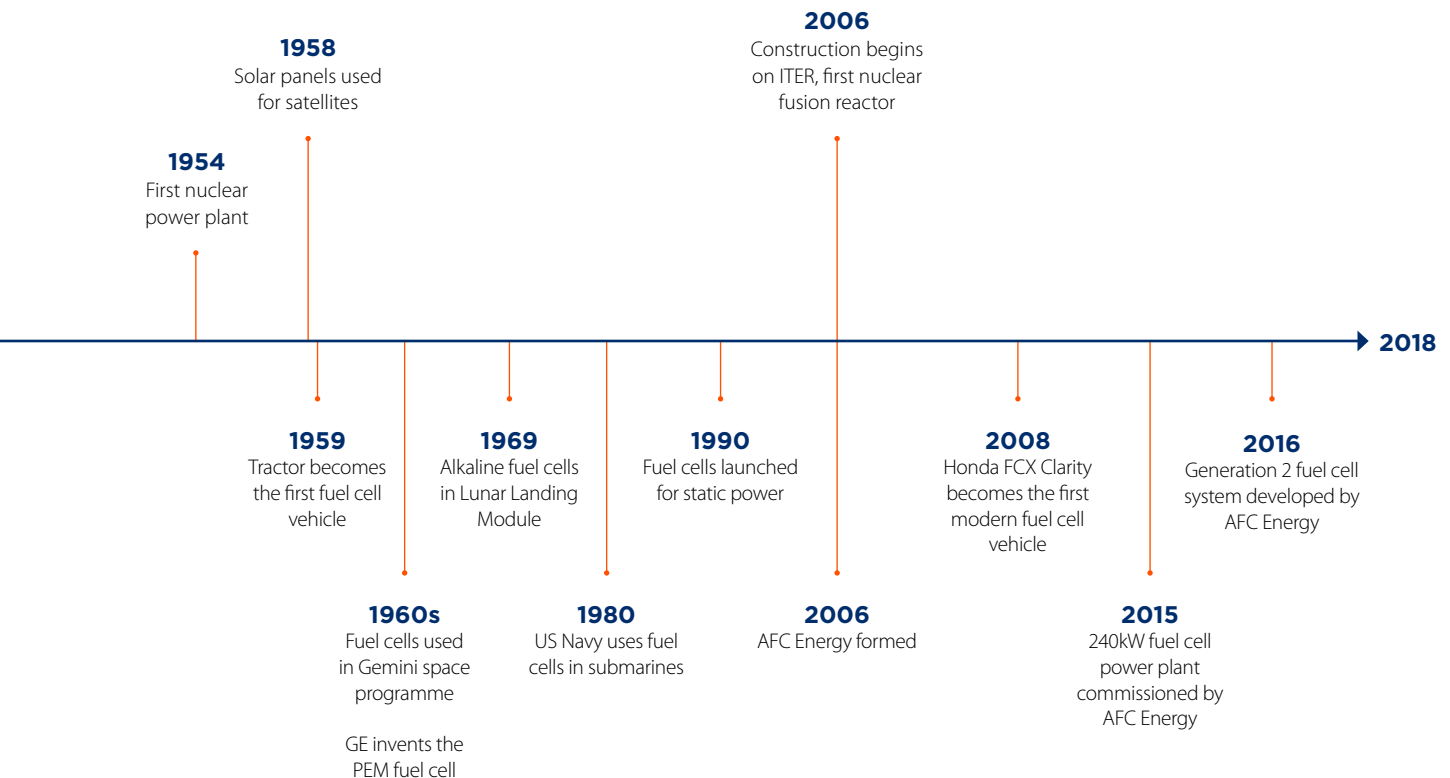 1954
First nuclear
power plant
1958
Solar panels used
for satellites
2006
Construction begins
on ITER, first nuclear
fusion reactor
2018
1959
Tractor becomes
the first fuel cell
vehicle
1960s
Fuel cells used
in Gemini space
programme
GE invents the
PEM fuel cell
1969
Alkaline fuel cells
in Lunar Landing
Module
1980
US Navy uses fuel
cells in submarines
1990
Fuel cells launched
for static power
2006
AFC Energy formed
2008
Honda FCX Clarity
becomes the first
modern fuel cell
vehicle
2015
240kW fuel cell
power plant
commissioned by
AFC Energy
2016
Generation 2 fuel cell
system developed by
AFC Energy